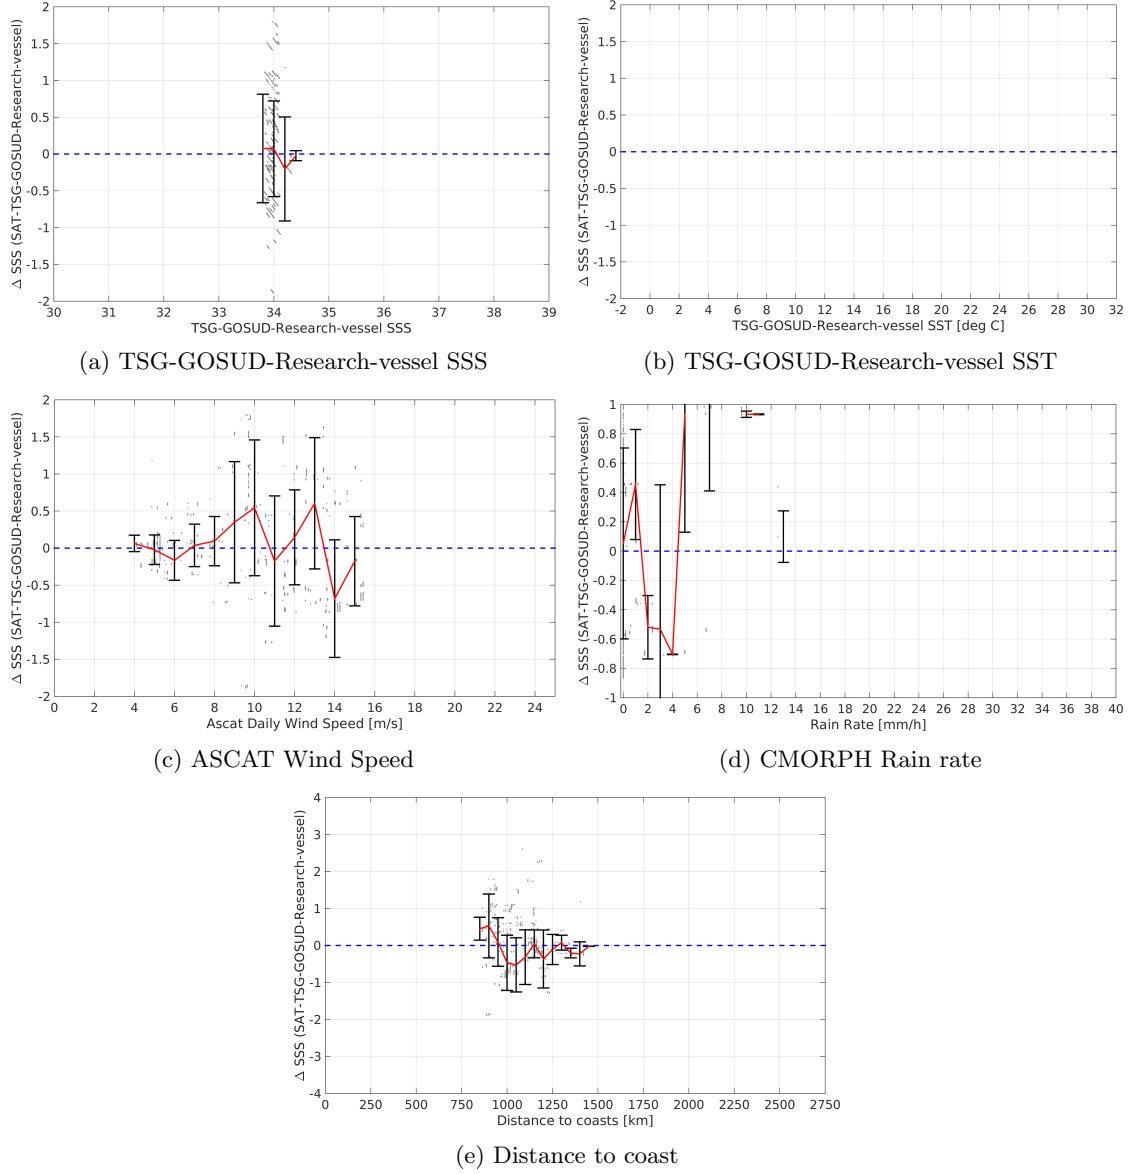 2
1.5
1
0.5
0
-0.5
-1
-1.5
-2
Δ SSS (SAT-TSG-GOSUD-Research-vessel)
30 31 32 33 34 35 36 37 38 39
TSG-GOSUD-Research-vessel SSS
(a) TSG-GOSUD-Research-vessel SSS
2
1.5
1
0.5
0
-0.5
-1
-1.5
-2
Δ SSS (SAT-TSG-GOSUD-Research-vessel)
-2 0 2 4 6 8 10 12 14 16 18 20 22 24 26 28 30 32
TSG-GOSUD-Research-vessel SST [deg C]
(b) TSG-GOSUD-Research-vessel SST
2
1.5
1
0.5
0
-0.5
-1
-1.5
-2
Δ SSS (SAT-TSG-GOSUD-Research-vessel)
0 2 4 6 8 10 12 14 16 18 20 22 24
Ascat Daily Wind Speed [m/s]
(c) ASCAT Wind Speed
1
0.8
0.6
0.4
0.2
0
-0.2
-0.4
-0.6
-0.8
-1
Δ SSS (SAT-TSG-GOSUD-Research-vessel)
0 2 4 6 8 10 12 14 16 18 20 22 24 26 28 30 32 34 36 38 40
Rain Rate [mm/h]
(d) CMORPH Rain rate
4
3
2
1
0
-1
-2
-3
-4
Δ SSS (SAT-TSG-GOSUD-Research-vessel)
0 250 500 750 1000 1250 1500 1750 2000 2250 2500 2750
Distance to coasts [km]
(e) Distance to coast